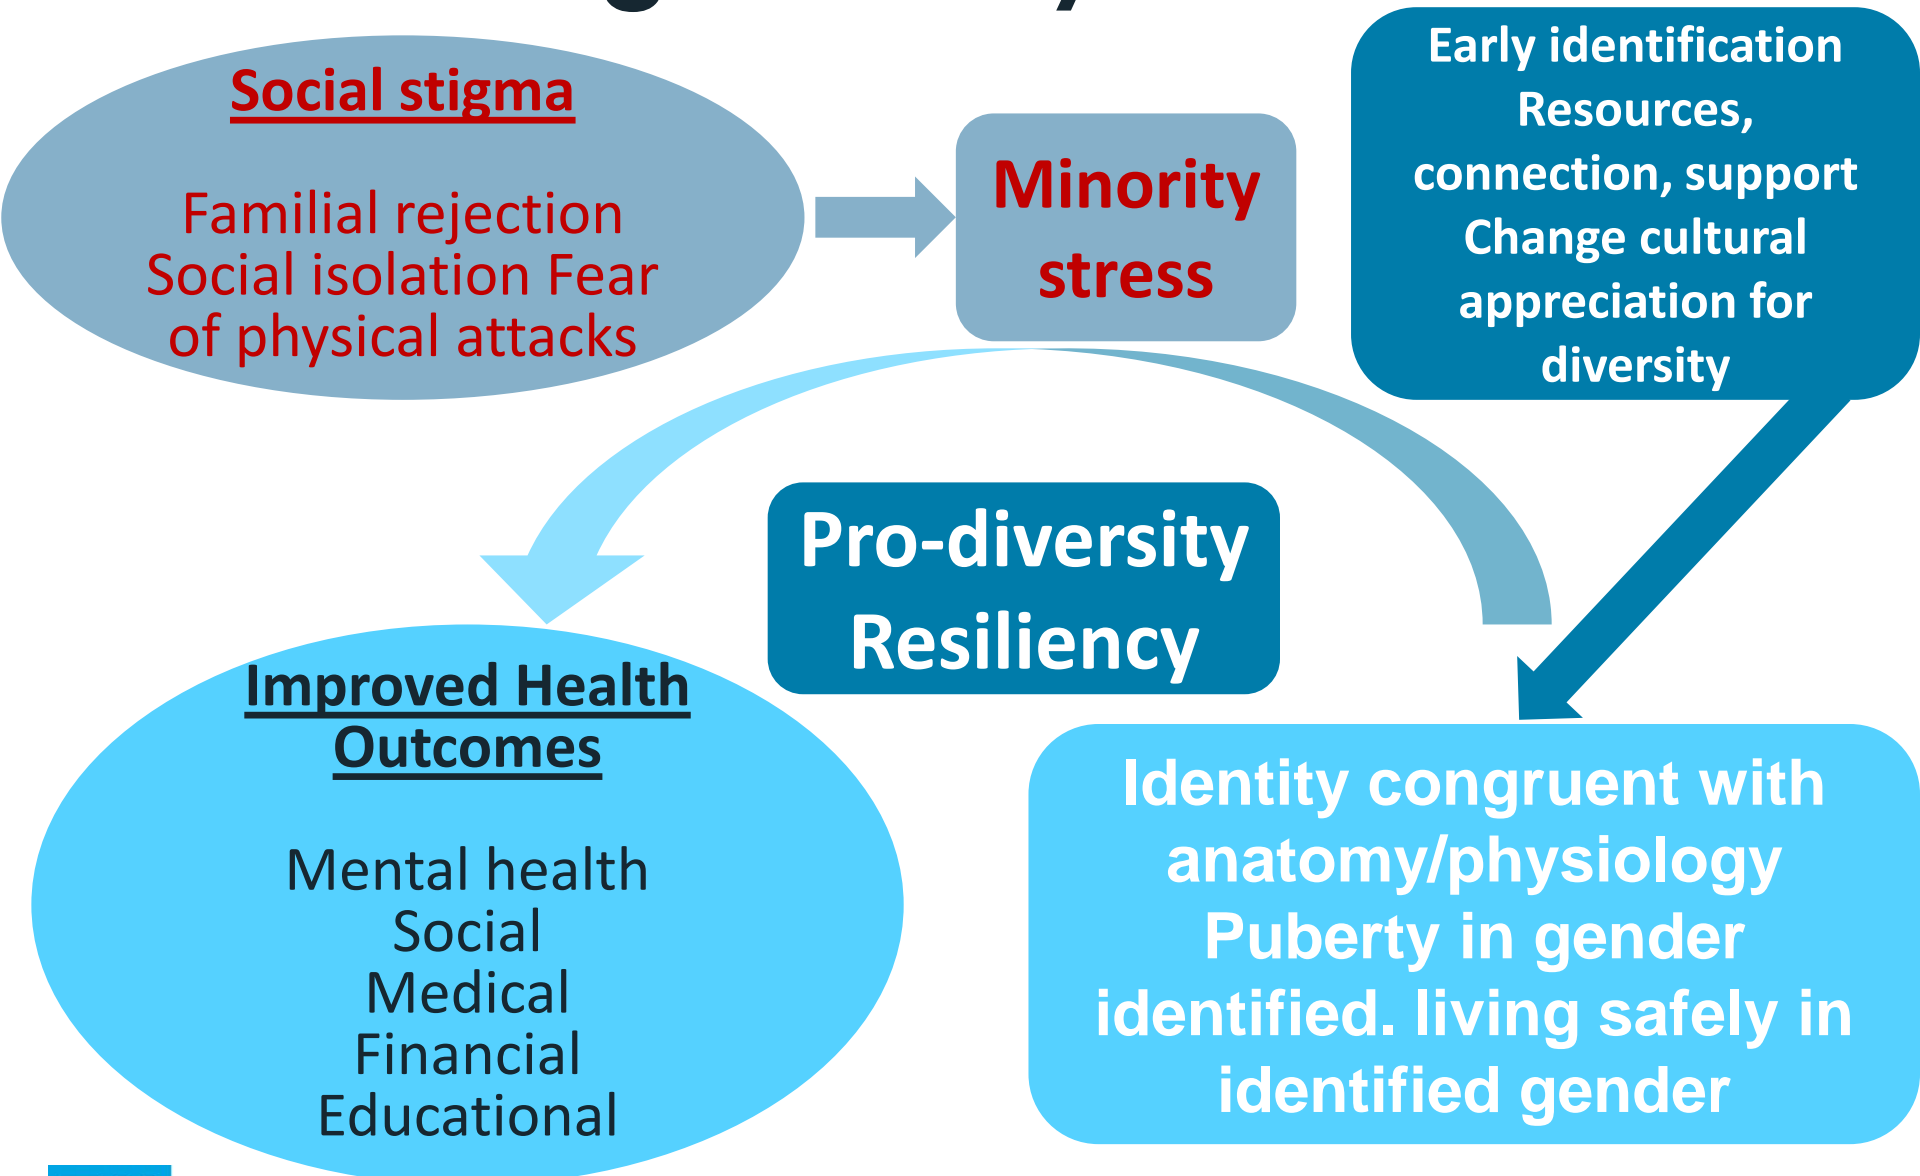 Social stigma
Familial rejection
Social isolation Fear
of physical attacks
Minority
stress
Early identification
Resources,
connection, support
Change cultural
appreciation for
diversity
Pro-diversity
Resiliency
Improved Health
Outcomes
Mental health
Social
Medical
Financial
Educational
Identity congruent with
anatomy/physiology
Puberty in gender
identified. living safely in
identified gender